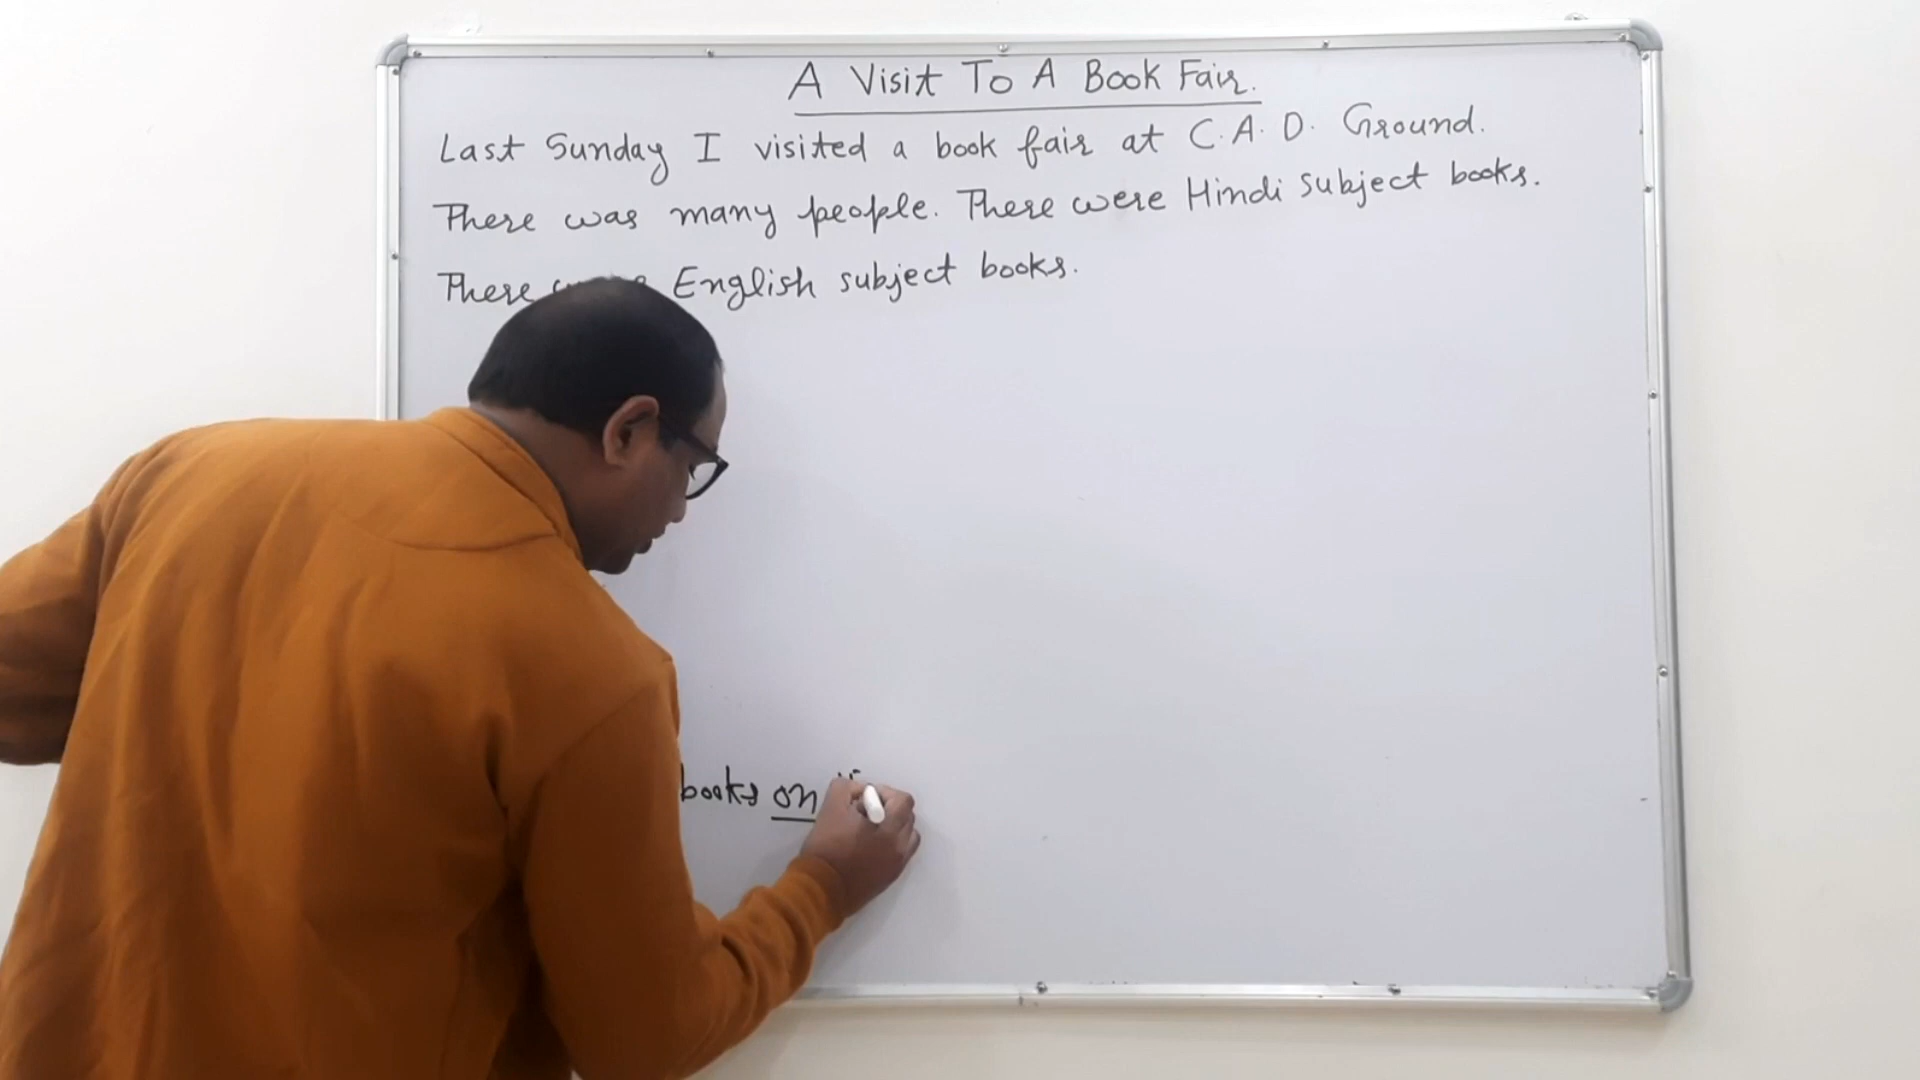 A Visit To A Book Fair.
Last Sunday I visited a book fair at C.A.D. Ground.
There was many people. There were Hindi subject books.
There English subject books.
books on